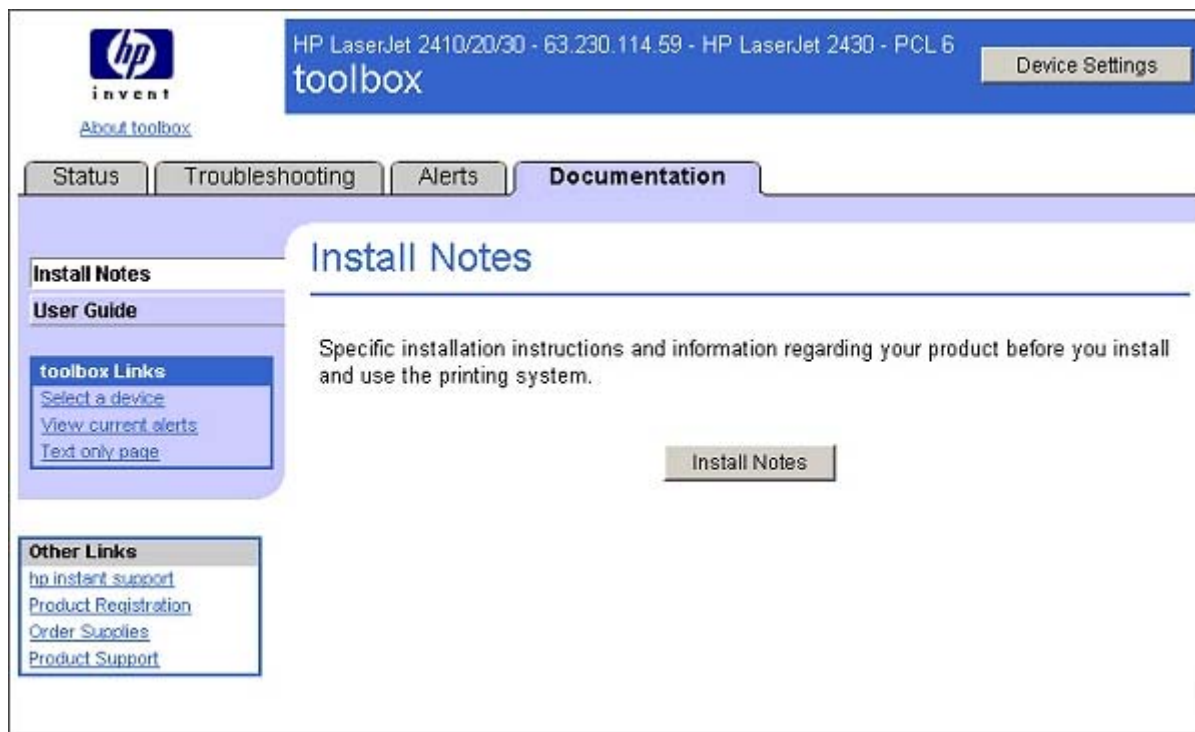 hp
invent
About toolbox
HP LaserJet 2410/20/30 - 63.230.114.59 - HP LaserJet 2430 - PCL 6
toolbox
Device Settings
Status
Troubleshooting
Alerts
Documentation
Install Notes
User Guide
toolbox Links
Select a device
View current alerts
Text only page
Other Links
hp instant support
Product Registration
Order Supplies
Product Support
Install Notes
Specific installation instructions and information regarding your product before you install
and use the printing system.
Install Notes